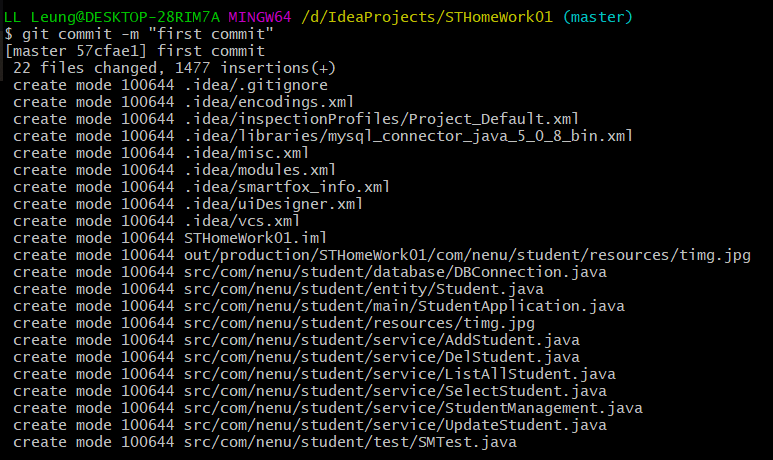 LL Leung@DESKTOP-28RIM7A MINGW64 /d/IdeaProjects/STHomeWork01 (master)
$ git commit -m "first commit"
[master 57cfae1] first commit
 22 files changed, 1477 insertions(+)
 create mode 100644 .idea/.gitignore
 create mode 100644 .idea/encodings.xml
 create mode 100644 .idea/inspectionProfiles/Project_Default.xml
 create mode 100644 .idea/libraries/mysql_connector_java_5_0_8_bin.xml
 create mode 100644 .idea/misc.xml
 create mode 100644 .idea/modules.xml
 create mode 100644 .idea/smartfox_info.xml
 create mode 100644 .idea/uiDesigner.xml
 create mode 100644 .idea/vcs.xml
 create mode 100644 STHomeWork01.iml
 create mode 100644 out/production/STHomeWork01/com/nenu/student/resources/timg.jpg
 create mode 100644 src/com/nenu/student/database/DBConnection.java
 create mode 100644 src/com/nenu/student/entity/Student.java
 create mode 100644 src/com/nenu/student/main/StudentApplication.java
 create mode 100644 src/com/nenu/student/resources/timg.jpg
 create mode 100644 src/com/nenu/student/service/AddStudent.java
 create mode 100644 src/com/nenu/student/service/DelStudent.java
 create mode 100644 src/com/nenu/student/service/ListAllStudent.java
 create mode 100644 src/com/nenu/student/service/SelectStudent.java
 create mode 100644 src/com/nenu/student/service/StudentManagement.java
 create mode 100644 src/com/nenu/student/service/UpdateStudent.java
 create mode 100644 src/com/nenu/student/test/SMTest.java